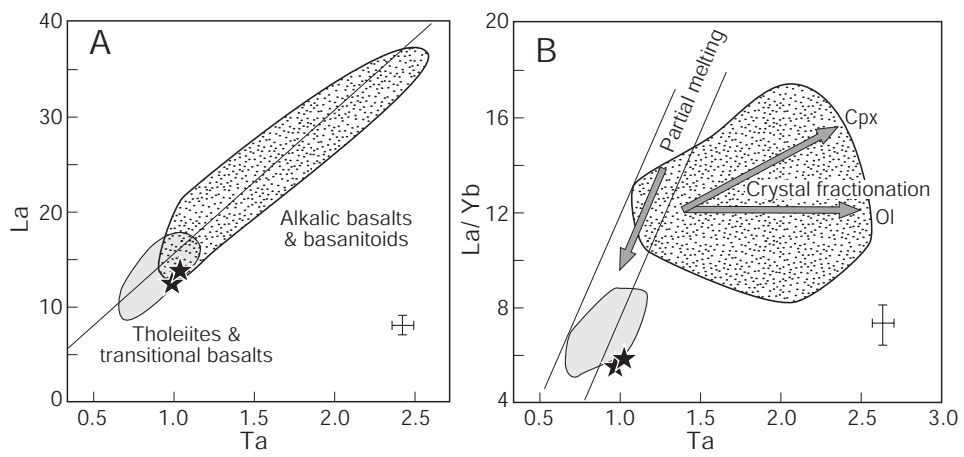 A
La
40
30
20
10
0
Alkalic basalts
& basanitoids
Tholeiites &
transitional basalts
0.5 1.0 1.5 2.0 2.5
Ta
B
La/ Yb
20
16
12
8
4
Partial melting
Cpx
Crystal fractionation
Ol
0.5 1.0 1.5 2.0 2.5 3.0
Ta